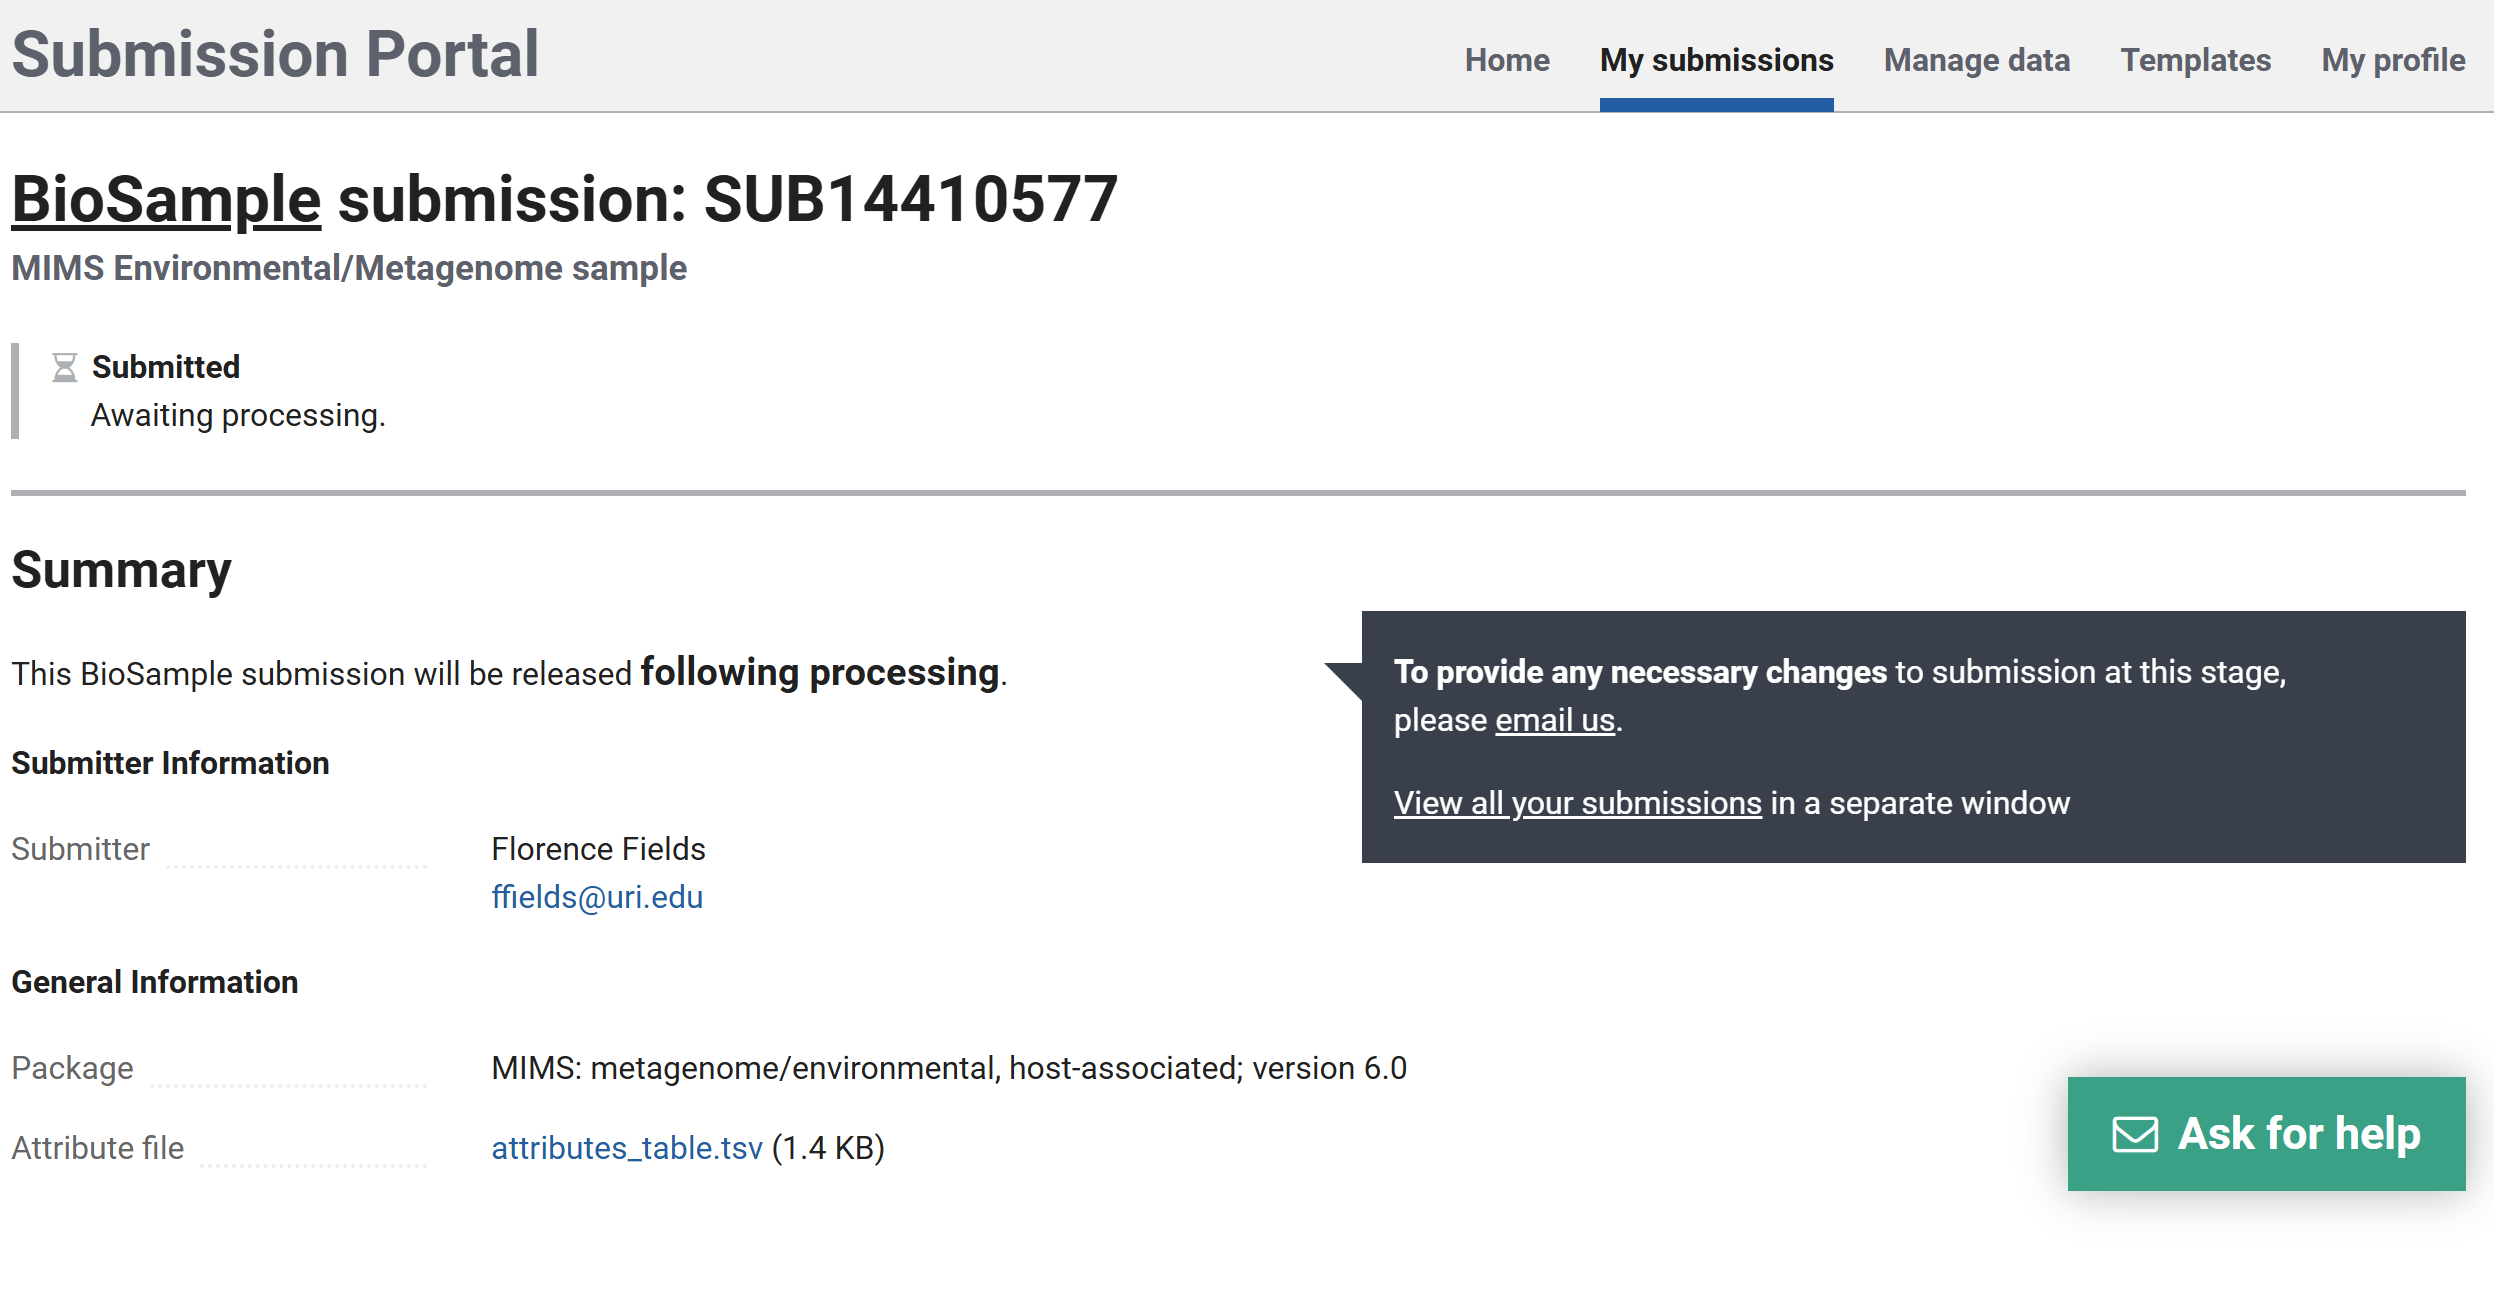 Submission Portal
Home My submissions Manage data Templates My profile
BioSample submission: SUB14410577
MIMS Environmental/Metagenome sample
Submitted
Awaiting processing.
Summary
This BioSample submission will be released following processing.
To provide any necessary changes to submission at this stage,
please email us.
View all your submissions in a separate window
Submitter Information
Submitter Florence Fields
ffields@uri.edu
General Information
Package MIMS: metagenome/environmental, host-associated; version 6.0
Attribute file attributes_table.tsv (1.4 KB)
Ask for help